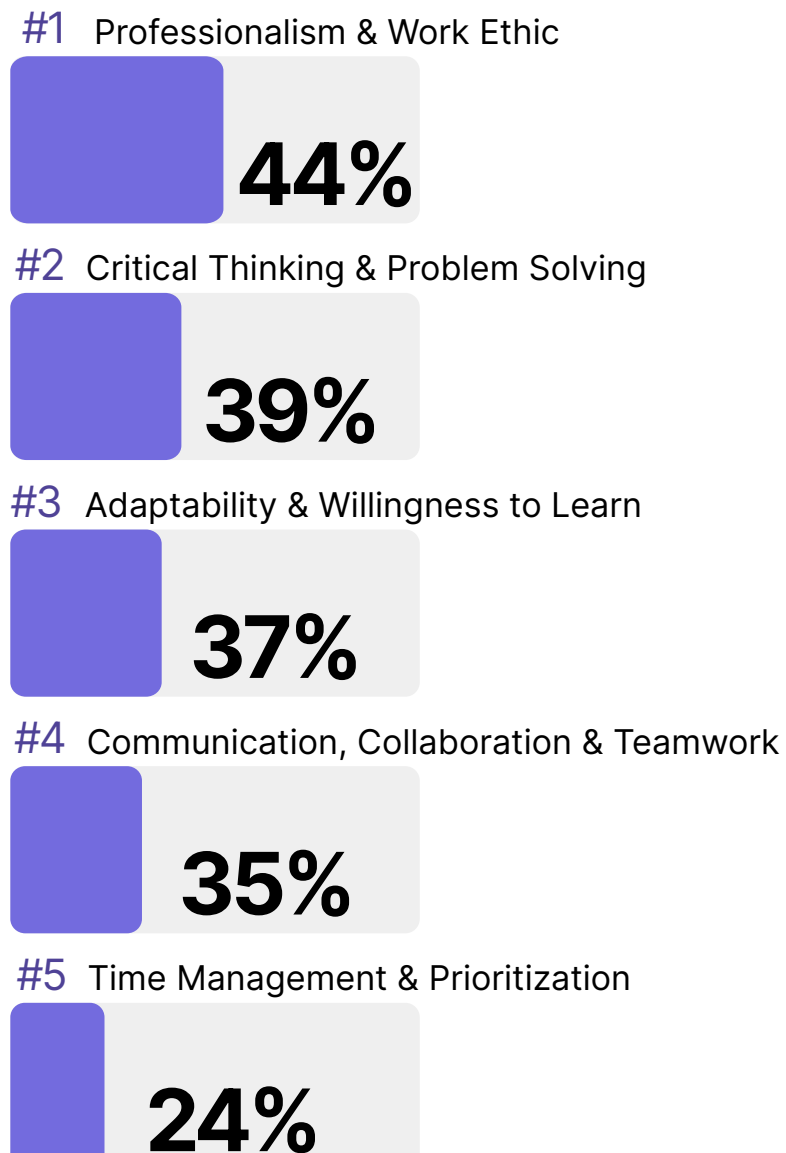 #1 Professionalism & Work Ethic
44%
#2 Critical Thinking & Problem Solving
39%
#3 Adaptability & Willingness to Learn
37%
#4 Communication, Collaboration & Teamwork
35%
#5 Time Management & Prioritization
24%